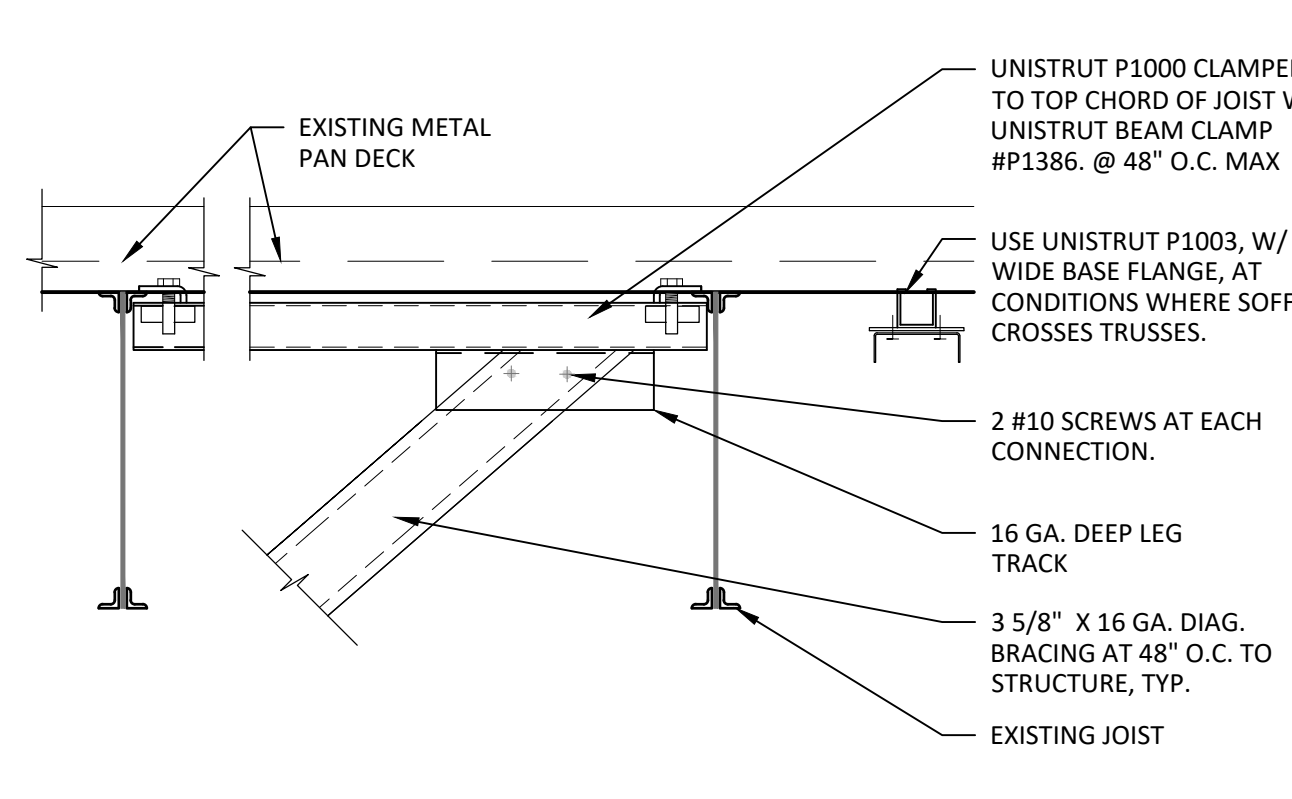 EXISTING METAL
PAN DECK
UNISTRUT P1000 CLAMPE
TO TOP CHORD OF JOIST
UNISTRUT BEAM CLAMP
#P1386. @ 48" O.C. MAX
USE UNISTRUT P1003, W/
WIDE BASE FLANGE, AT
CONDITIONS WHERE SOFF
CROSSES TRUSSES.
2 #10 SCREWS AT EACH
CONNECTION.
16 GA. DEEP LEG
TRACK
3 5/8" X 16 GA. DIAG.
BRACING AT 48" O.C. TO
STRUCTURE, TYP.
EXISTING JOIST